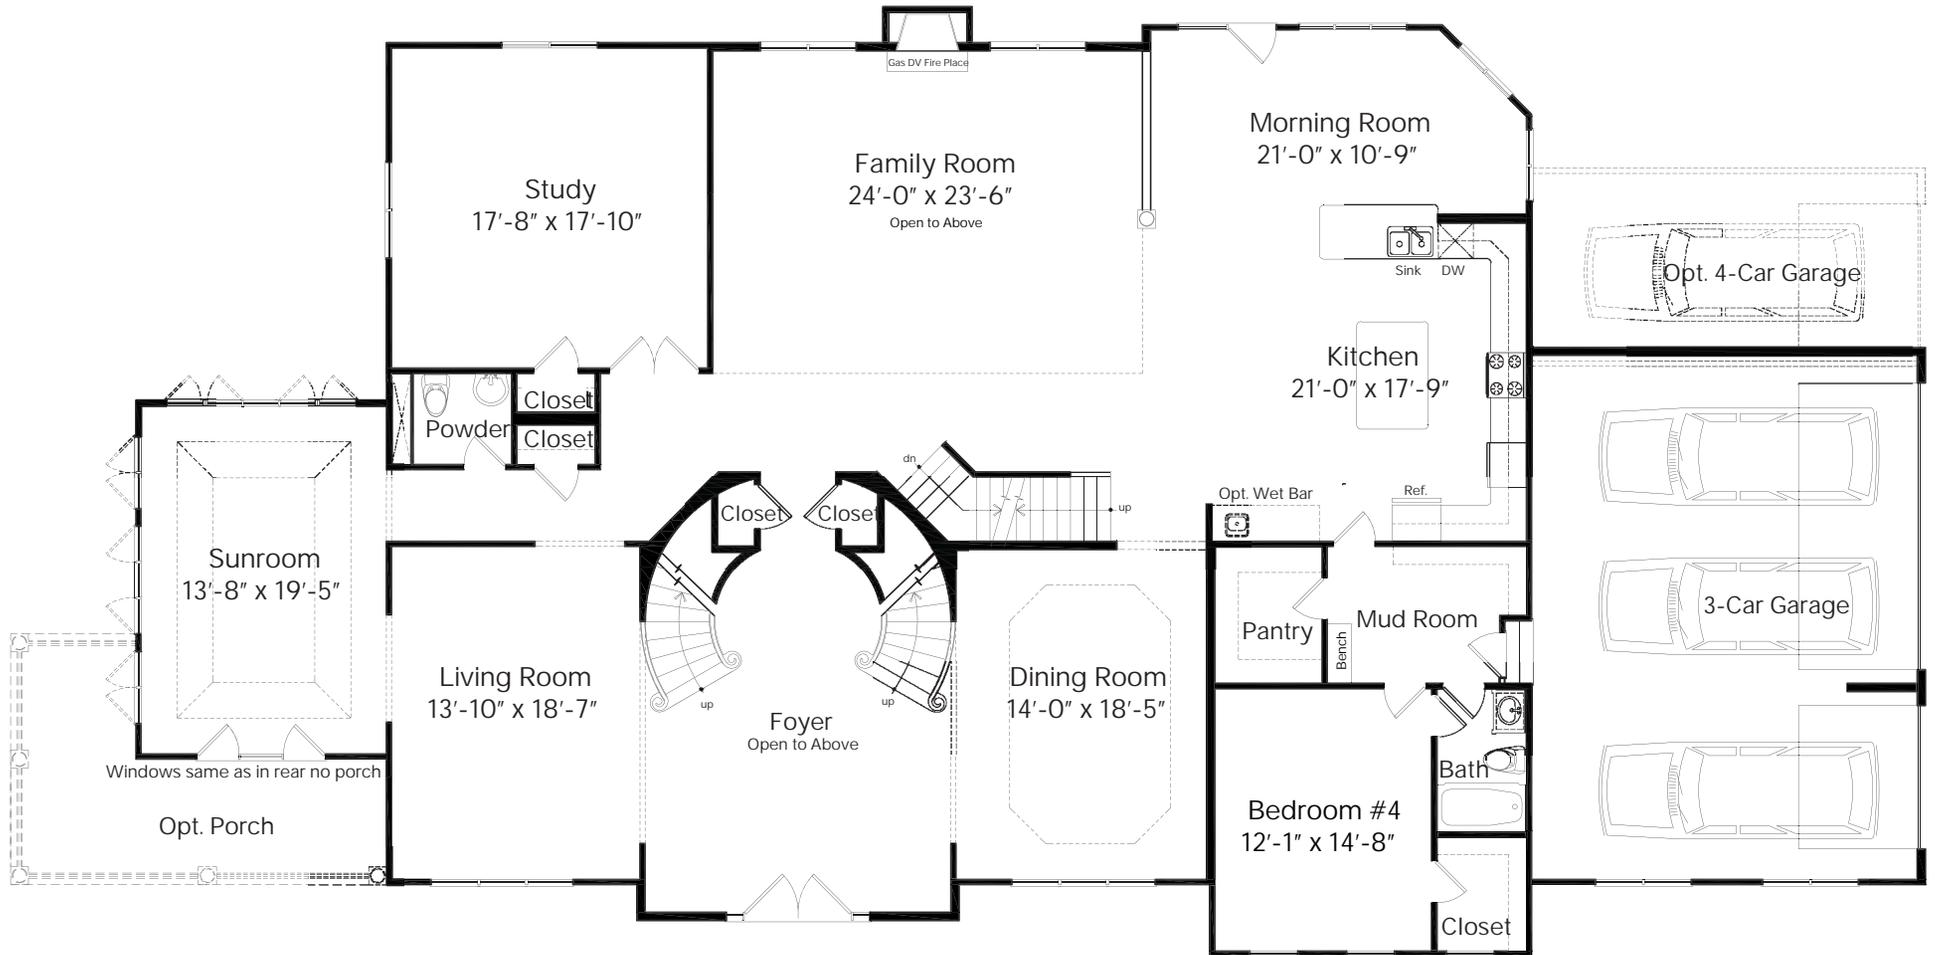 Gas DV Fire Place
Morning Room
21'-0" x 10'-9"
Family Room
24'-0" x 23'-6"
Open to Above
Study
17'-8" x 17'-10"
Sink
DW
Opt. 4-Car Garage
Kitchen
21'-0" x 17'-9"
Closet
Powder
Closet
dn
Opt. Wet Bar
Ref.
up
Closet
Closet
Sunroom
13'-8" x 19'-5"
3-Car Garage
Mud Room
Pantry
Bench
Living Room
13'-10" x 18'-7"
up
up
Dining Room
14'-0" x 18'-5"
Foyer
Open to Above
Windows same as in rear no porch
Bath
Opt. Porch
Bedroom #4
12'-1" x 14'-8"
Closet